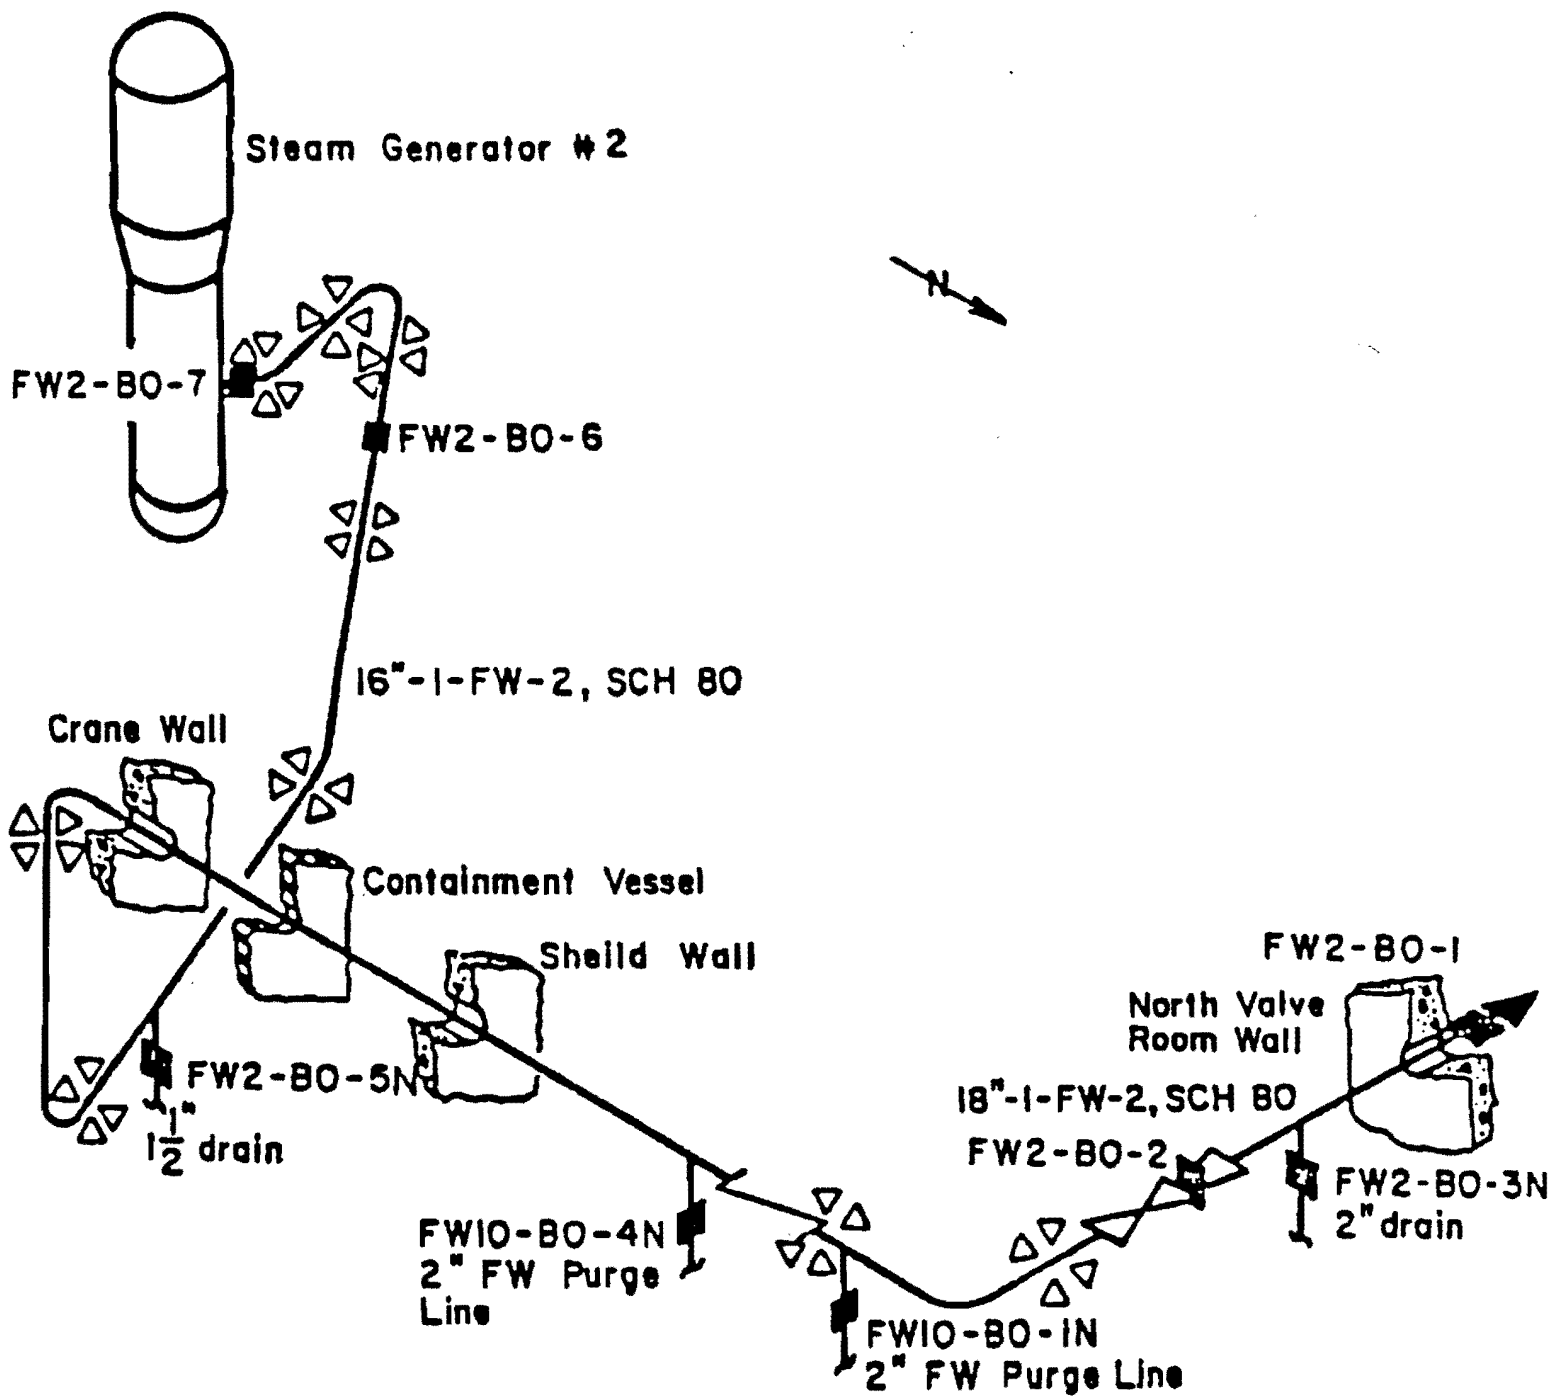 Steam Generator #2
N
FW2-BO-7
FW2-BO-6
16"-1-FW-2, SCH 80
Crane Wall
Containment Vessel
Sheild Wall
FW2-BO-1
North Valve
Room Wall
FW2-BO-5N
1 1/2" drain
18"-1-FW-2, SCH 80
FW2-BO-2
FW2-BO-3N
2" drain
FW10-BO-4N
2" FW Purge
Line
FW10-BO-1N
2" FW Purge Line